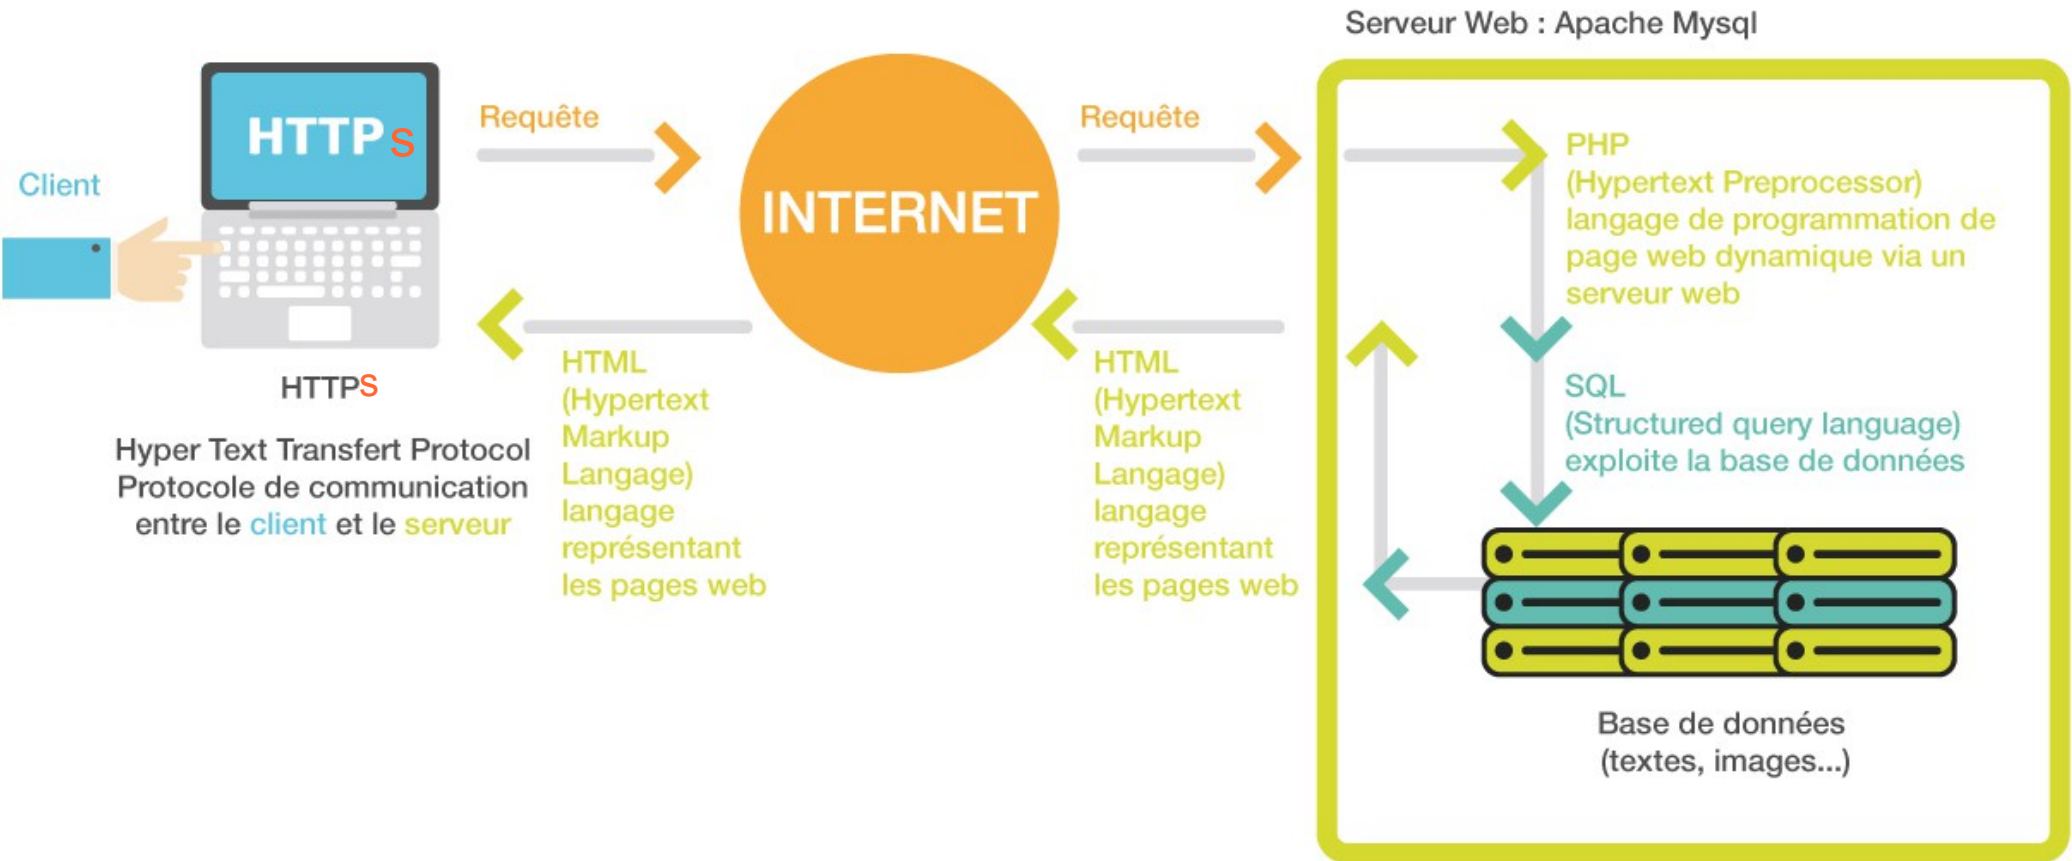 Serveur Web : Apache Mysql
Client
HTTPS
HTTPS
Hyper Text Transfert Protocol
Protocole de communication
entre le client et le serveur
Requête
INTERNET
Requête
HTML
(Hypertext
Markup
Langage)
langage
représentant
les pages web
HTML
(Hypertext
Markup
Langage)
langage
représentant
les pages web
PHP
(Hypertext Preprocessor)
langage de programmation de
page web dynamique via un
serveur web
SQL
(Structured query language)
exploite la base de données
Base de données
(textes, images...)